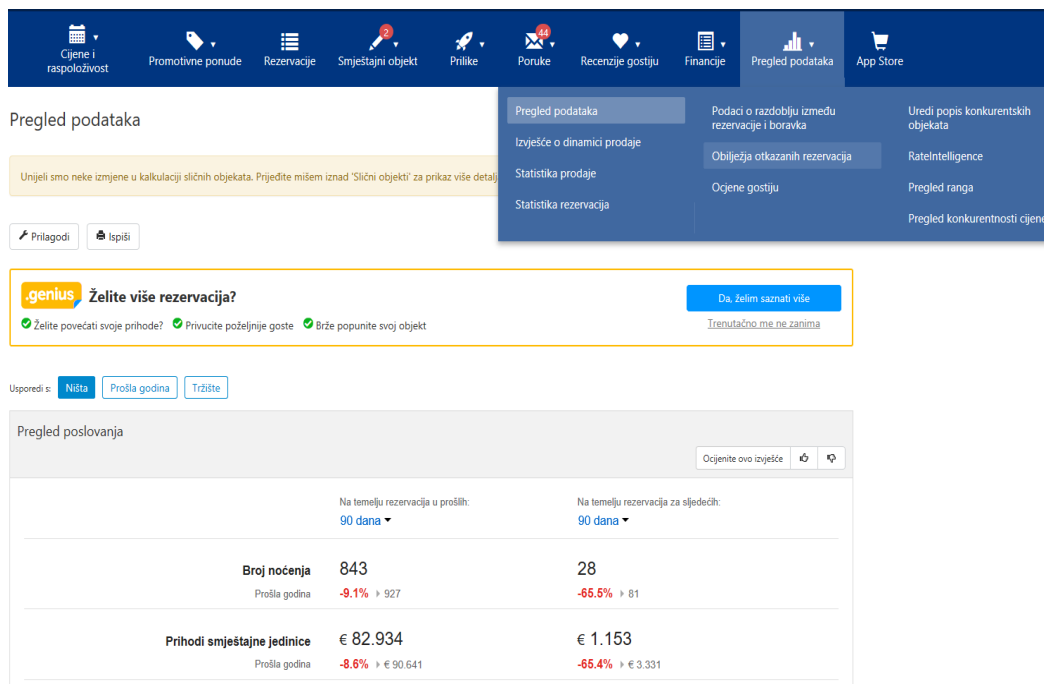 Cijene i
raspoloživost
Promotivne ponude
Rezervacije
2
Smještajni objekt
Prilike
44
Poruke
Recenzije gostiju
Financije
Pregled podataka
App Store
Pregled podataka
Izvješće o dinamici prodaje
Statistika prodaje
Statistika rezervacija
Podaci o razdoblju između
rezervacije i boravka
Obilježja otkazanih rezervacija
Ocjene gostiju
Uredi popis konkurentskih
objekata
RateIntelligence
Pregled ranga
Pregled konkurentnosti cijene
Pregled podataka
Unijeli smo neke izmjene u kalkulaciji sličnih objekata. Prijeđite mišem iznad 'Slični objekti' za prikaz više detalj
Prilagodi
Ispiši
.genius
Želite više rezervacija?
Želite povećati svoje prihode? Privucite poželjnije goste Brže popunite svoj objekt
Da, želim saznati više
Trenutačno me ne zanima
Usporedi s: Ništa Prošla godina Tržište
Pregled poslovanja
Ocijenite ovo izvješće
Na temelju rezervacija u prošlih: Na temelju rezervacija za sljedećih:
90 dana 90 dana
Broj noćenja 843 28
Prošla godina -9.1% 927 -65.5% 81
Prihodi smještajne jedinice € 82.934 € 1.153
Prošla godina -8.6% € 90.641 -65.4% € 3.331